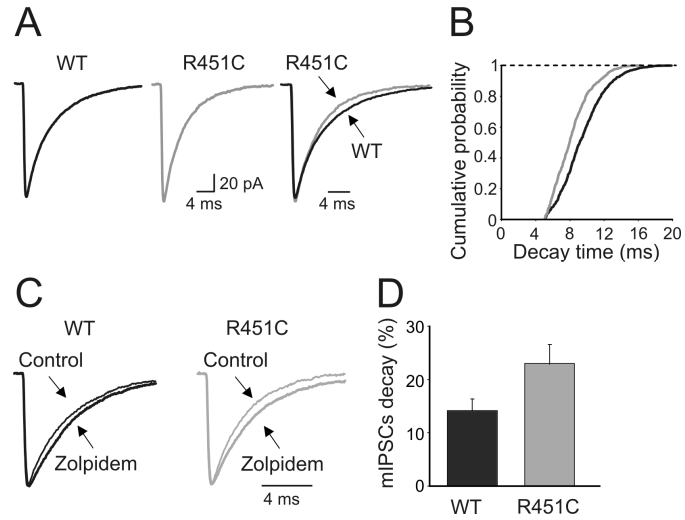 A
WT
R451C
R451C
WT
20 pA
4 ms
4 ms
B
Cumulative probability
1
0.8
0.6
0.4
0.2
0
0 4 8 12 16 20
Decay time (ms)
C
WT
Control
Zolpidem
R451C
Control
Zolpidem
4 ms
D
mIPSCs decay (%)
30
20
10
0
WT R451C